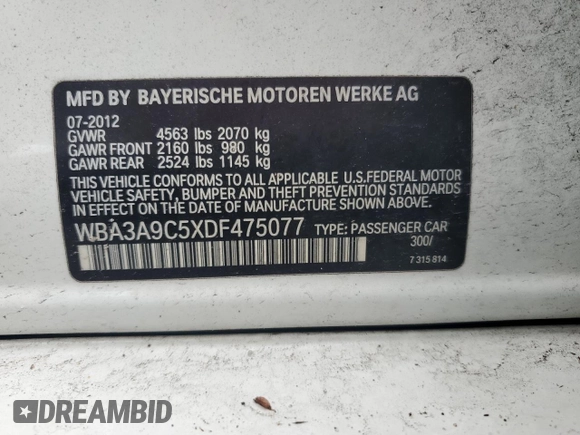 MFD BY BAYERISCHE MOTOREN WERKE AG
07-2012
GVWR 4563 lbs 2070 kg
GAWR FRONT 2160 lbs 980 kg
GAWR REAR 2524 lbs 1145 kg
THIS VEHICLE CONFORMS TO ALL APPLICABLE U.S.FEDERAL MOTOR
VEHICLE SAFETY, BUMPER AND THEFT PREVENTION STANDARDS
IN EFFECT ON THE DATE OF MANUFACTURE SHOWN ABOVE.
WBA3A9C5XDF475077 TYPE: PASSENGER CAR
300/
7 315 814
DREAMBID